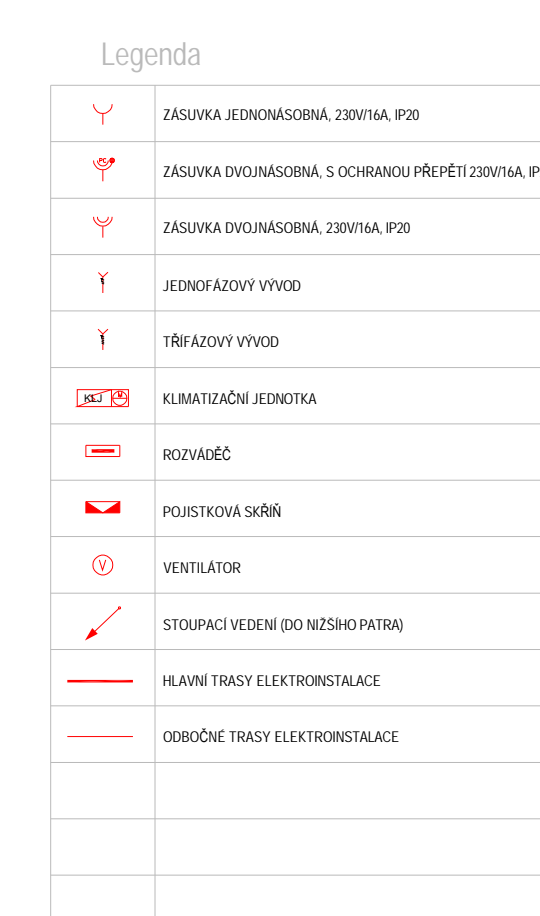 Legenda
ZÁSUVKA JEDNONÁSOBNÁ, 230V/16A, IP20
PC
ZÁSUVKA DVOJNÁSOBNÁ, S OCHRANOU PŘEPĚTÍ 230V/16A, IP
ZÁSUVKA DVOJNÁSOBNÁ, 230V/16A, IP20
JEDNOFÁZOVÝ VÝVOD
TŘÍFÁZOVÝ VÝVOD
KLJ M
KLIMATIZAČNÍ JEDNOTKA
ROZVÁDĚČ
POJISTKOVÁ SKŘÍŇ
V
VENTILÁTOR
STOUPACÍ VEDENÍ (DO NIŽŠÍHO PATRA)
HLAVNÍ TRASY ELEKTROINSTALACE
ODBOČNÉ TRASY ELEKTROINSTALACE